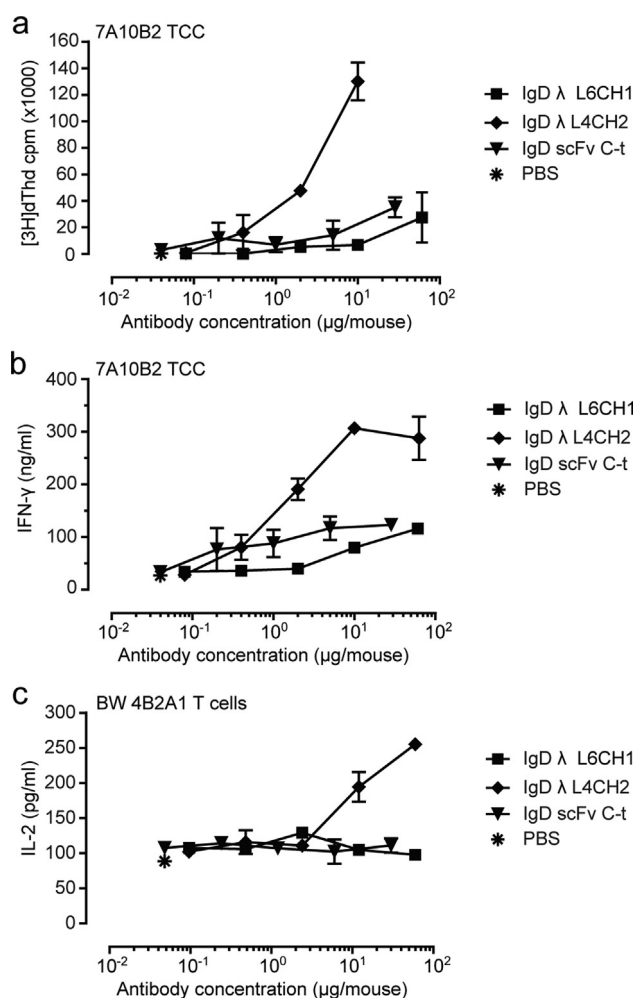 a
7A10B2 TCC
[3H]dThd cpm (x1000)
160
140
120
100
80
60
40
20
0
10-2 10-1 100 101 102
Antibody concentration (µg/mouse)
IgD λ L6CH1
IgD λ L4CH2
IgD scFv C-t
PBS
b
7A10B2 TCC
IFN-γ (ng/ml)
400
300
200
100
0
10-2 10-1 100 101 102
Antibody concentration (µg/mouse)
IgD λ L6CH1
IgD λ L4CH2
IgD scFv C-t
PBS
c
BW 4B2A1 T cells
IL-2 (pg/ml)
300
250
200
150
100
50
0
10-2 10-1 100 101 102
Antibody concentration (µg/mouse)
IgD λ L6CH1
IgD λ L4CH2
IgD scFv C-t
PBS